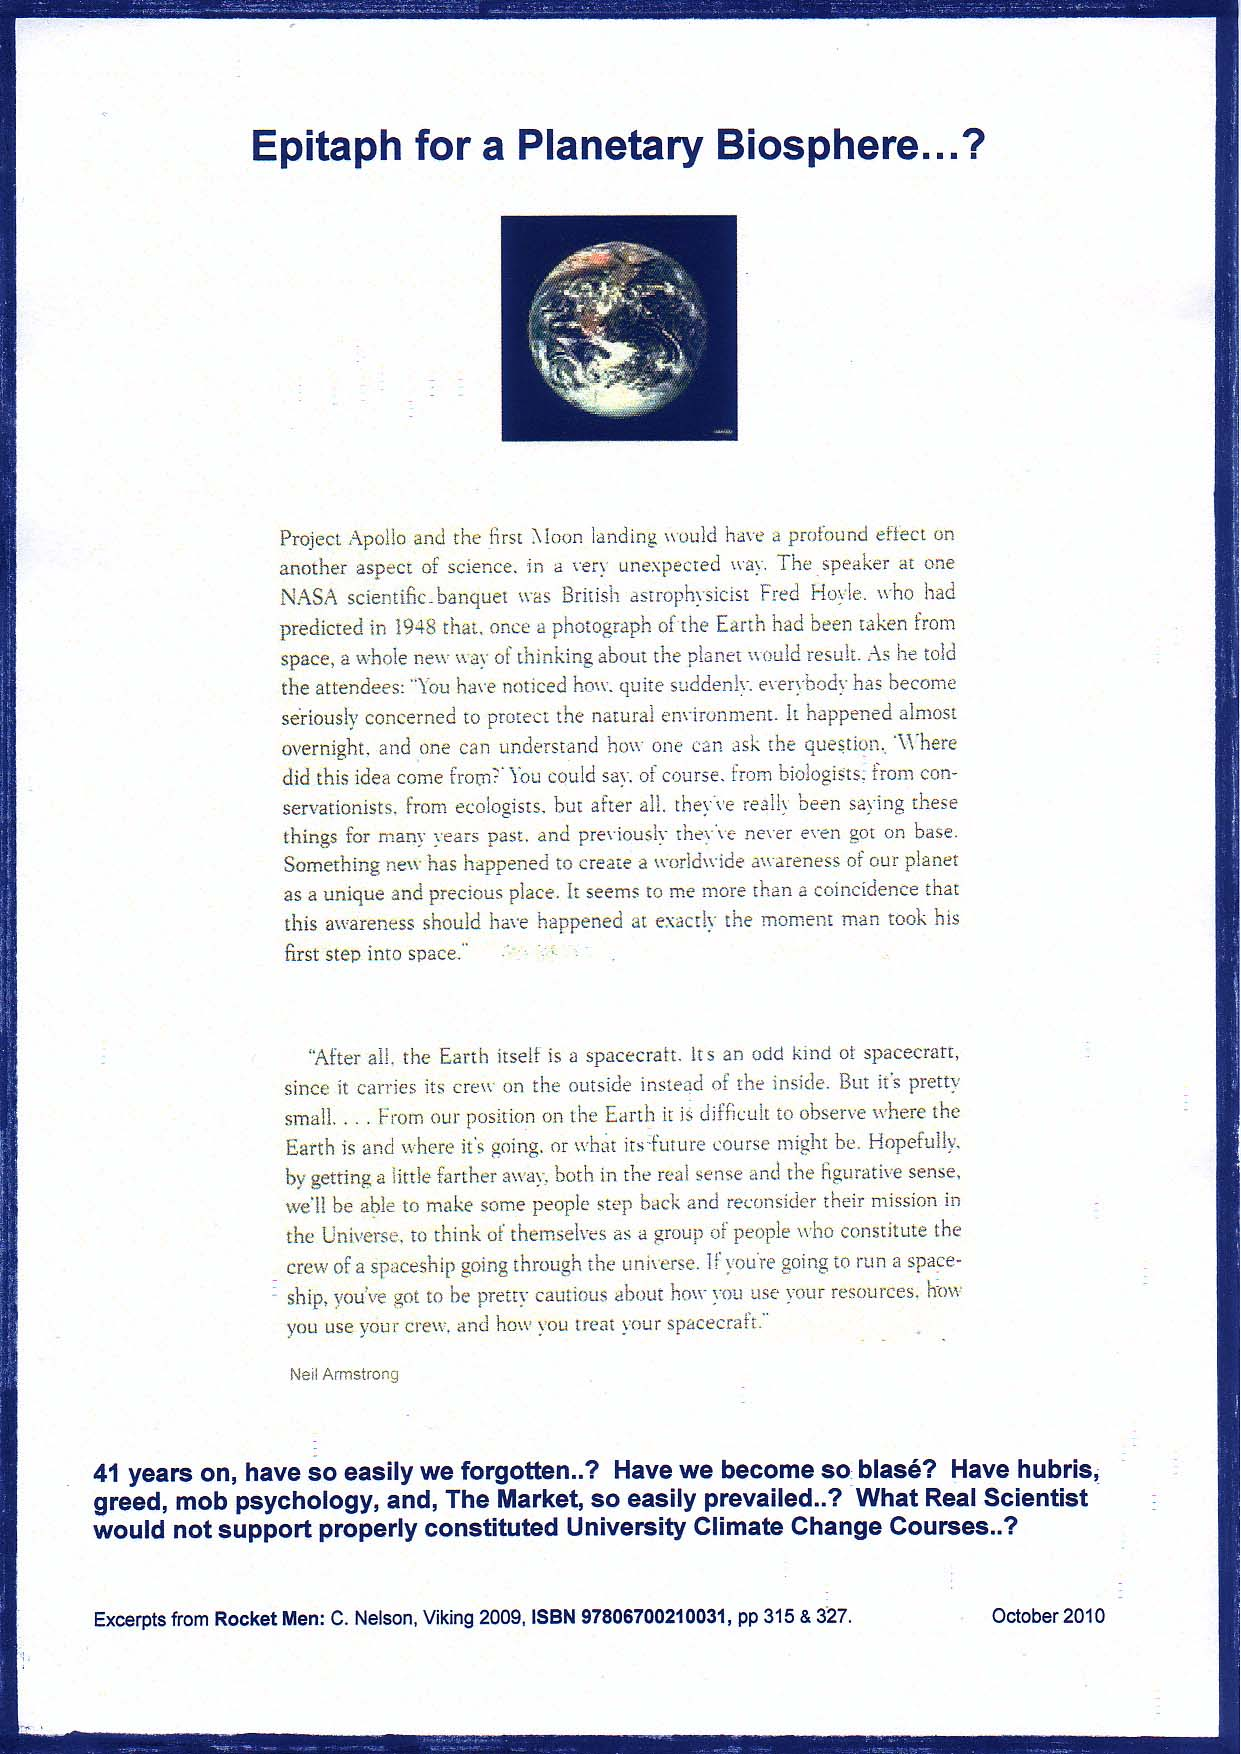 Epitaph for a Planetary Biosphere...?
Project Apollo and the first Moon landing would have a profound effect on
another aspect of science, in a very unexpected way. The speaker at one
NASA scientific banquet was British astrophysicist Fred Hoyle, who had
predicted in 1948 that, once a photograph of the Earth had been taken from
space, a whole new way of thinking about the planet would result. As he told
the attendees: "You have noticed how, quite suddenly, everybody has become
seriously concerned to protect the natural environment. It happened almost
overnight, and one can understand how one can ask the question, 'Where
did this idea come from?' You could say, of course, from biologists, from con-
servationists, from ecologists, but after all, they've really been saying these
things for many years past, and previously they've never even got on base.
Something new has happened to create a worldwide awareness of our planet
as a unique and precious place. It seems to me more than a coincidence that
this awareness should have happened at exactly the moment man took his
first step into space."
"After all, the Earth itself is a spacecraft. Its an odd kind of spacecraft,
since it carries its crew on the outside instead of the inside. But it's pretty
small. . . . From our position on the Earth it is difficult to observe where the
Earth is and where it's going, or what its future course might be. Hopefully,
by getting a little farther away, both in the real sense and the figurative sense,
we'll be able to make some people step back and reconsider their mission in
the Universe, to think of themselves as a group of people who constitute the
crew of a spaceship going through the universe. If you're going to run a space-
ship, you've got to be pretty cautious about how you use your resources, how
you use your crew, and how you treat your spacecraft."
Neil Armstrong
41 years on, have so easily we forgotten..?  Have we become so blasé?  Have hubris,
greed, mob psychology, and, The Market, so easily prevailed..?  What Real Scientist
would not support properly constituted University Climate Change Courses..?
Excerpts from Rocket Men: C. Nelson, Viking 2009, ISBN 97806700210031, pp 315 & 327. October 2010